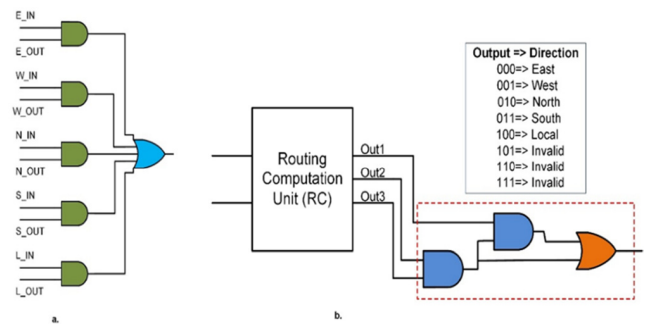 E_IN
E_OUT
W_IN
W_OUT
N_IN
N_OUT
S_IN
S_OUT
L_IN
L_OUT
a.
Routing
Computation
Unit (RC)
Out1
Out2
Out3
Output => Direction
000=> East
001=> West
010=> North
011=> South
100=> Local
101=> Invalid
110=> Invalid
111=> Invalid
b.